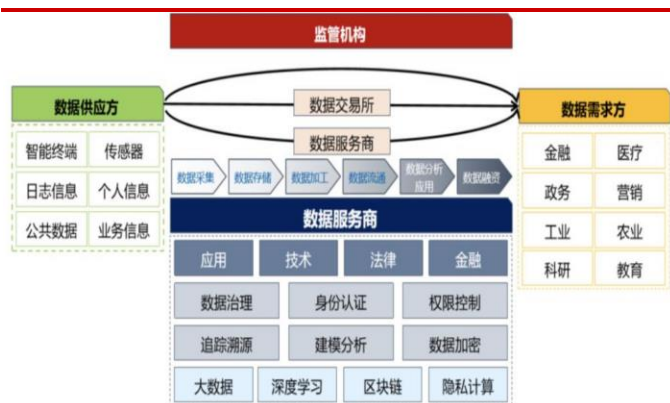 监管机构
数据供应方
数据交易所
数据需求方
数据服务商
智能终端 传感器
日志信息 个人信息
公共数据 业务信息
数据采集 数据存储 数据加工 数据流通 数据分析应用 数据融资
金融 医疗
政务 营销
工业 农业
科研 教育
数据服务商
应用 技术 法律 金融
数据治理 身份认证 权限控制
追踪溯源 建模分析 数据加密
大数据 深度学习 区块链 隐私计算